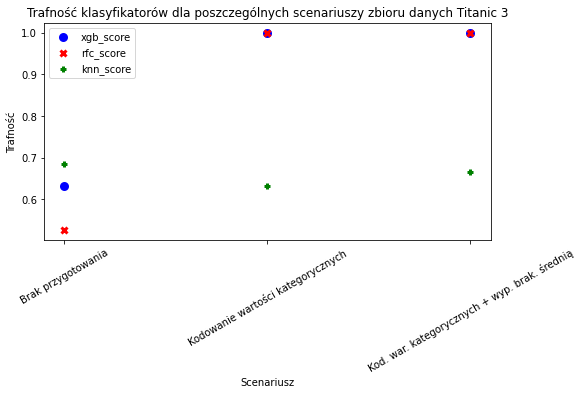 Trafność klasyfikatorów dla poszczególnych scenariuszy zbioru danych Titanic 3
xgb_score
rfc_score
knn_score
1.0
0.9
0.8
0.7
0.6
Trafność
Brak przygotowania
Kodowanie wartości kategorycznych
Kod. war. kategorycznych + wyp. brak. średnią
Scenariusz